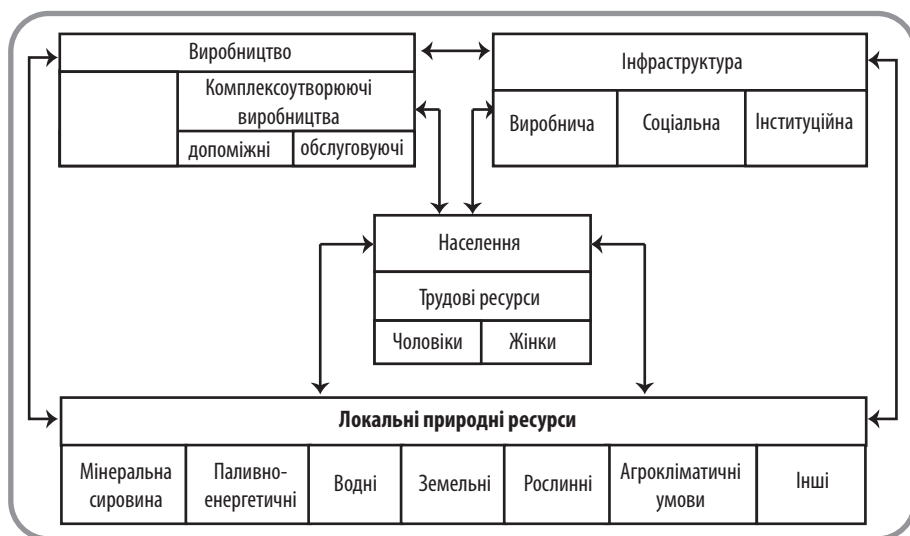 Виробництво
Комплексоутворюючі
виробництва
допоміжні
обслуговуючі
Інфраструктура
Виробнича
Соціальна
Інституційна
Населення
Трудові ресурси
Чоловіки
Жінки
Локальні природні ресурси
Мінеральна
сировина
Паливно-
енергетичні
Водні
Земельні
Рослинні
Агрокліматичні
умови
Інші